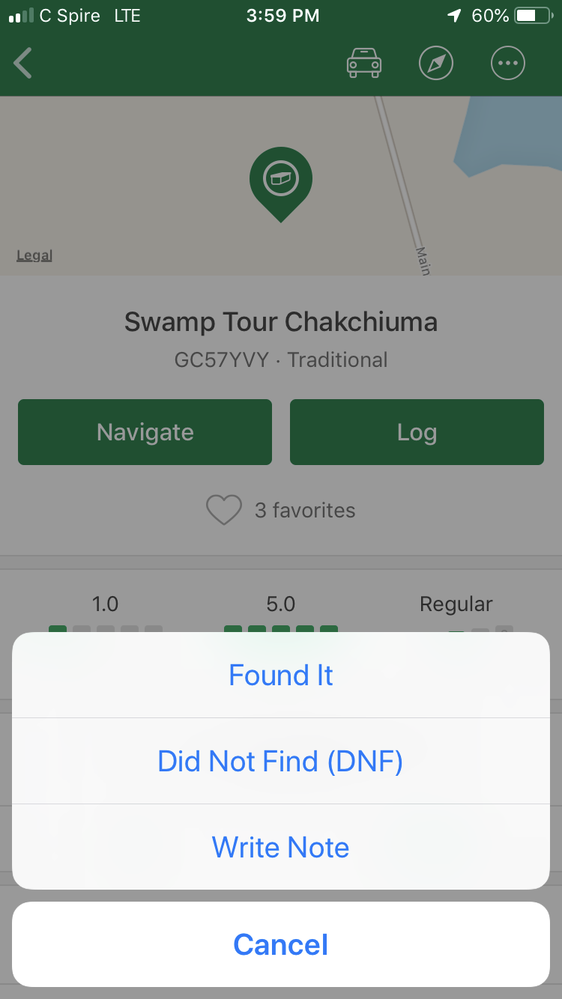 C Spire LTE 3:59 PM 60%
Legal
Main
Swamp Tour Chakchiuma
GC57YVY · Traditional
Navigate Log
3 favorites
1.0 5.0 Regular
Found It
Did Not Find (DNF)
Write Note
Cancel